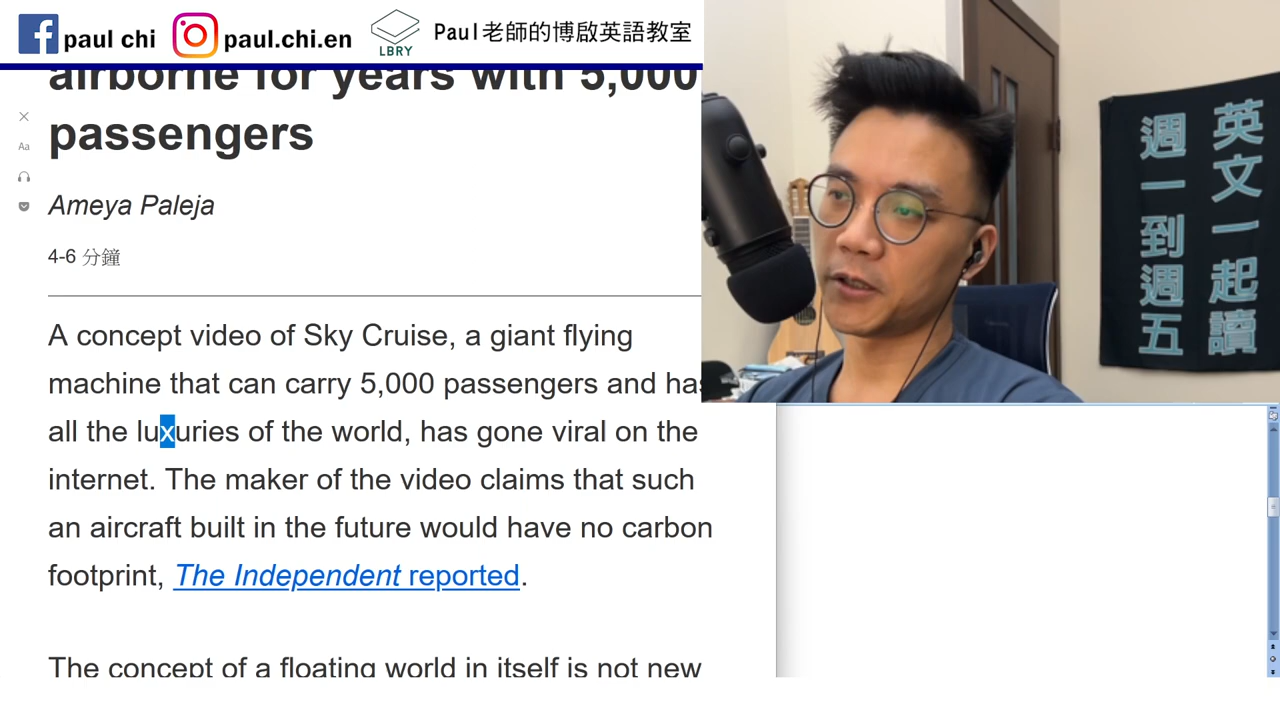 paul chi
paul.chi.en
LBRY
Paul老師的博啟英語教室
airborne for years with 5,000
passengers
Aa
Ameya Paleja
4-6 分鐘
A concept video of Sky Cruise, a giant flying
machine that can carry 5,000 passengers and has
all the luxuries of the world, has gone viral on the
internet. The maker of the video claims that such
an aircraft built in the future would have no carbon
footprint, The Independent reported.
The concept of a floating world in itself is not new
英文一起讀
週一到週五